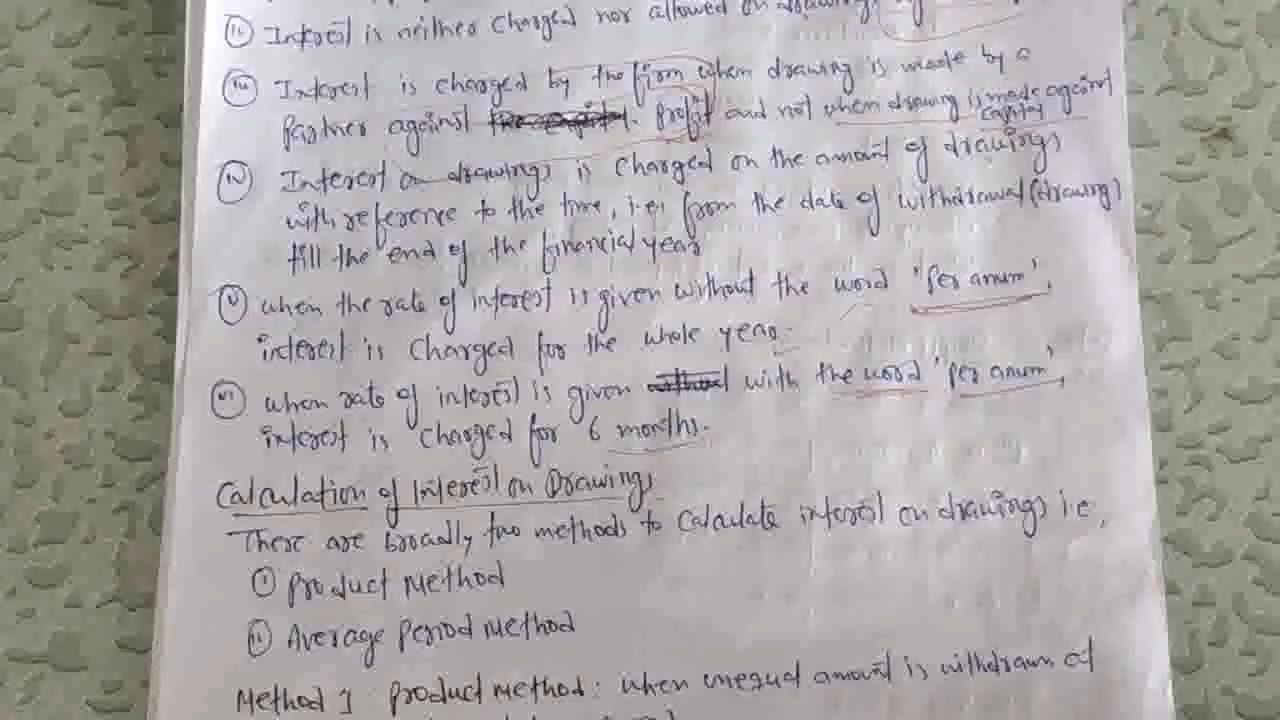 (ii) Interest is neither charged nor allowed on drawings
(iii) Interest is charged by the firm when drawing is made by a
partner against profit and not when drawing is made against
capital
(iv) Interest on drawings is charged on the amount of drawings
with reference to the time, i.e. from the date of withdrawal (drawing)
till the end of the financial year
(v) when the rate of interest is given without the word 'per anum',
interest is charged for the whole year.
(vi) when rate of interest is given with the word 'per anum',
interest is charged for 6 months.
Calculation of Interest on Drawings
There are broadly two methods to calculate interest on drawings i.e,
(i) Product Method
(ii) Average Period Method
Method I Product method: when unequal amount is withdrawn at